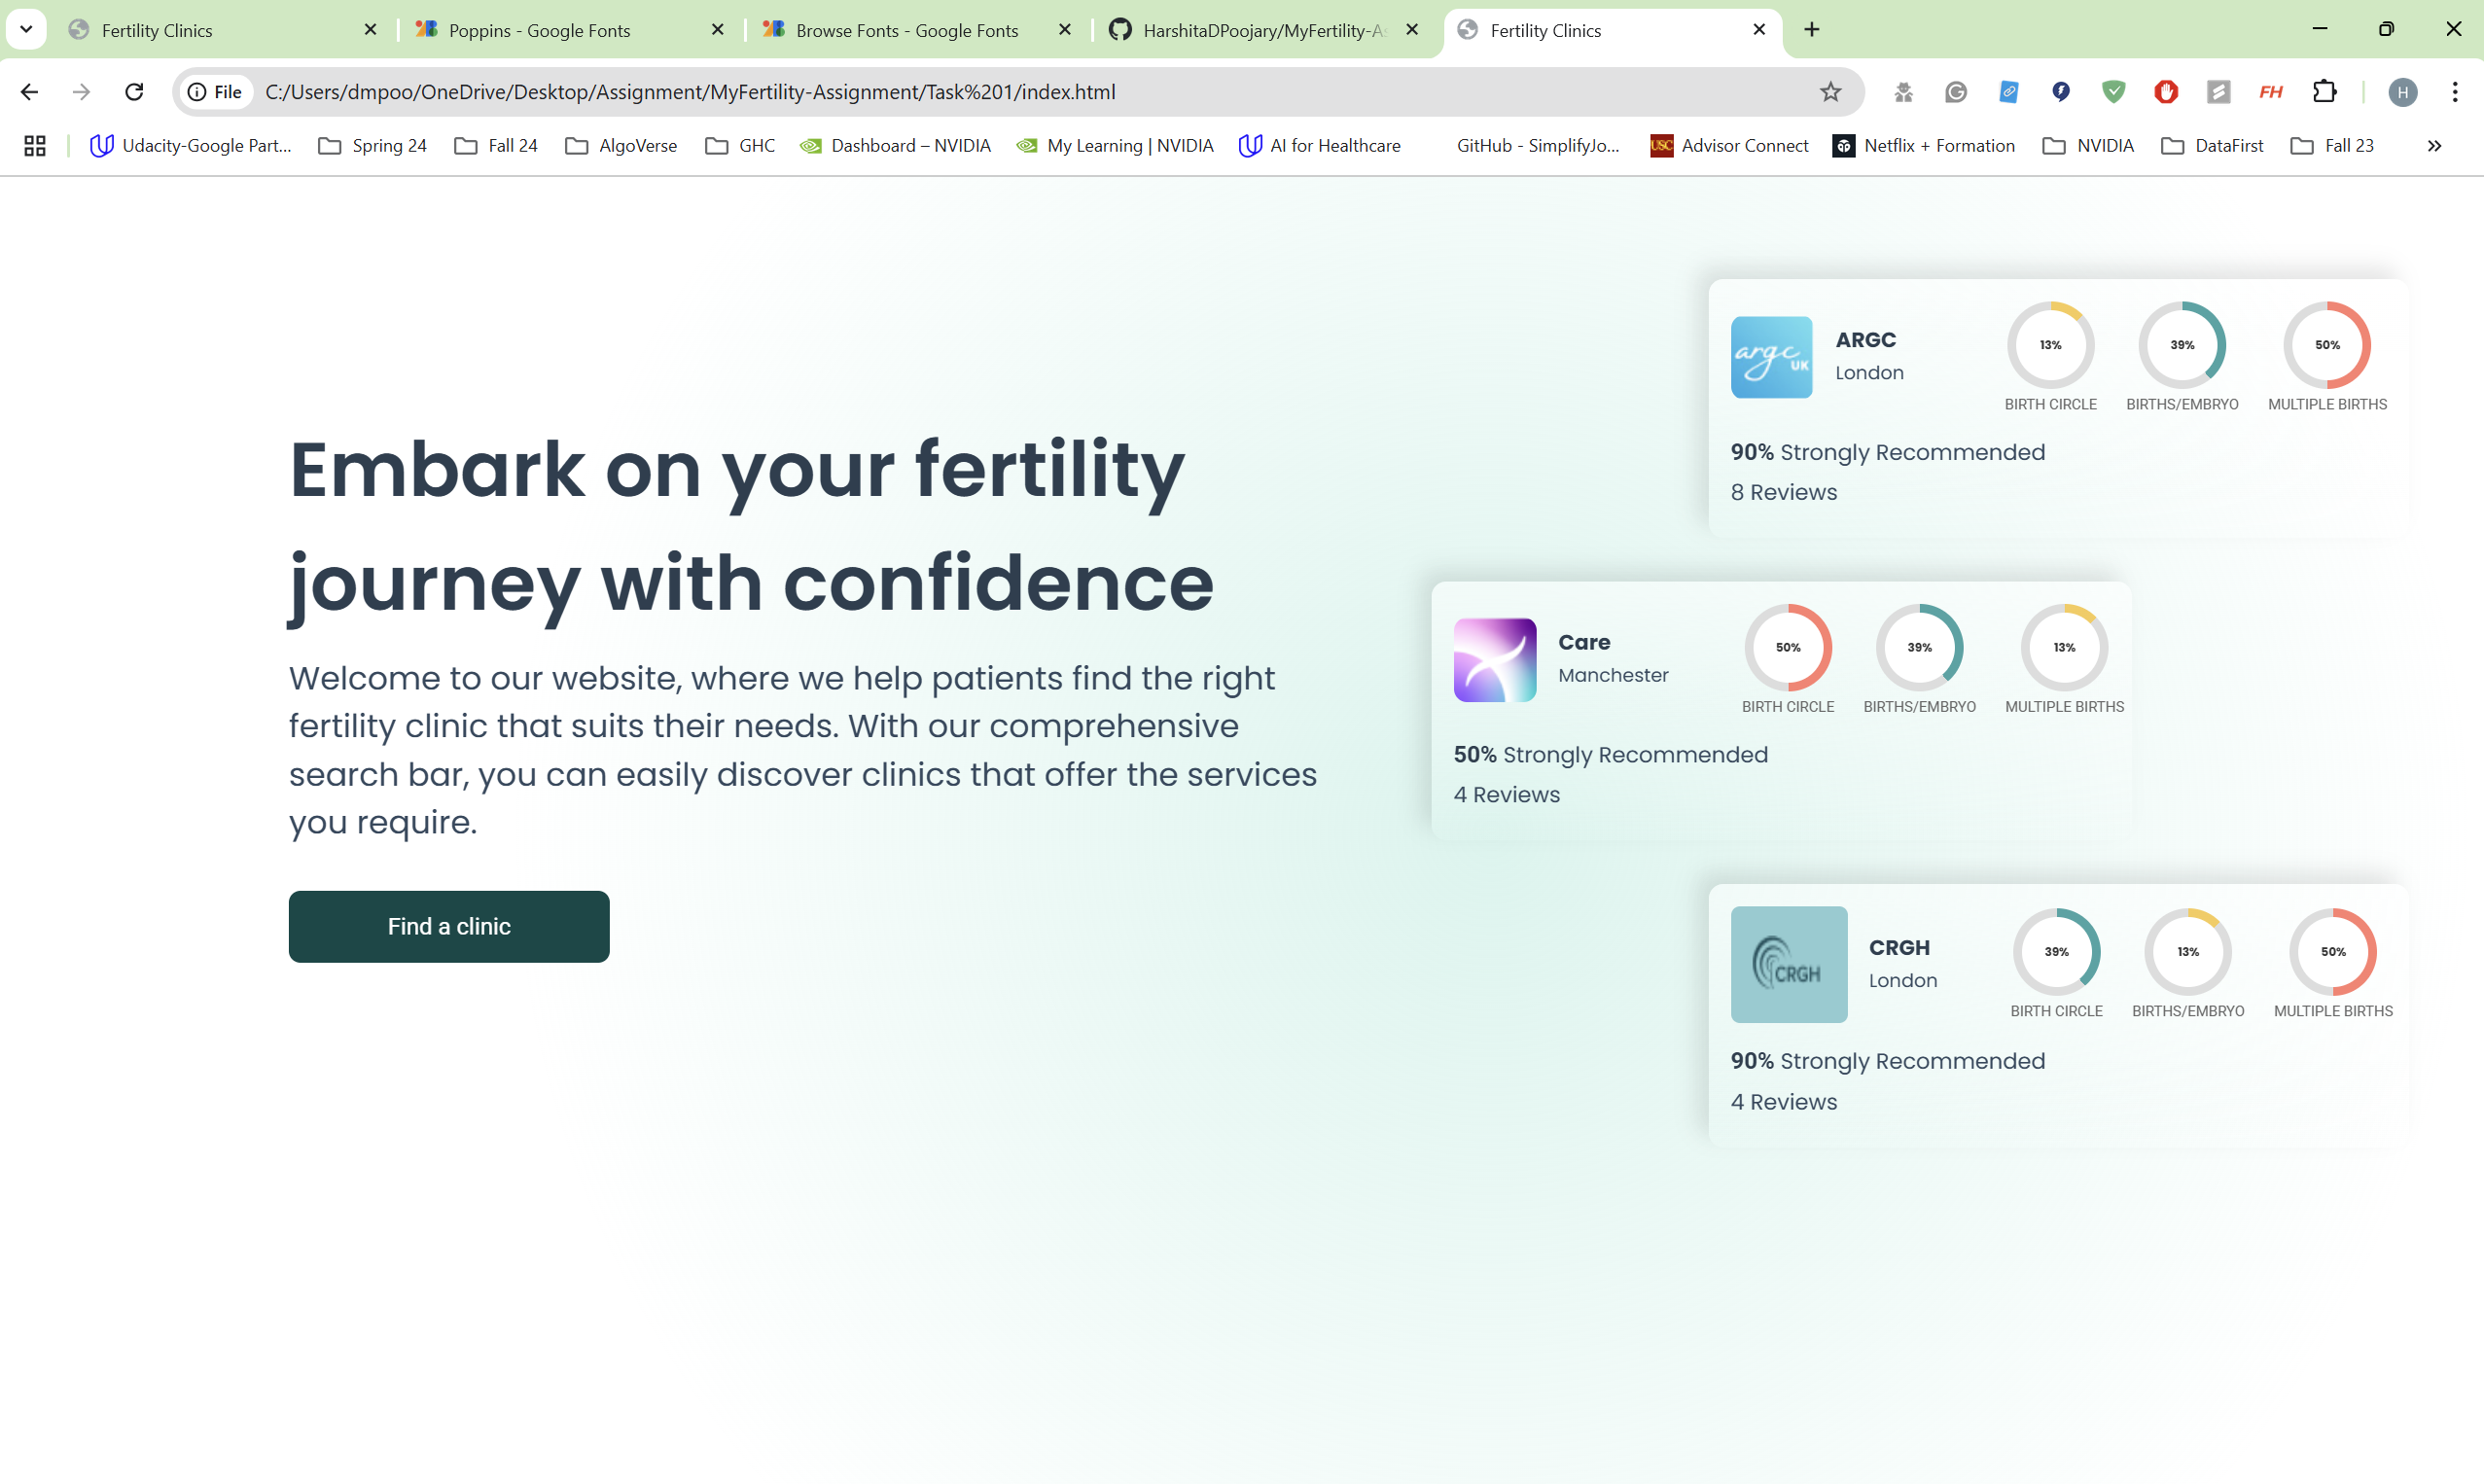 Fertility Clinics
Poppins - Google Fonts
Browse Fonts - Google Fonts
HarshitaDPoojary/MyFertility-As
Fertility Clinics
File
C:/Users/dmpoo/OneDrive/Desktop/Assignment/MyFertility-Assignment/Task%201/index.html
FH
H
Udacity-Google Part...
Spring 24
Fall 24
AlgoVerse
GHC
Dashboard – NVIDIA
My Learning | NVIDIA
AI for Healthcare
GitHub - SimplifyJo...
USC
Advisor Connect
Netflix + Formation
NVIDIA
DataFirst
Fall 23
Embark on your fertility
journey with confidence
Welcome to our website, where we help patients find the right
fertility clinic that suits their needs. With our comprehensive
search bar, you can easily discover clinics that offer the services
you require.
Find a clinic
argc
UK
ARGC
London
13%
39%
50%
BIRTH CIRCLE
BIRTHS/EMBRYO
MULTIPLE BIRTHS
90% Strongly Recommended
8 Reviews
Care
Manchester
50%
39%
13%
BIRTH CIRCLE
BIRTHS/EMBRYO
MULTIPLE BIRTHS
50% Strongly Recommended
4 Reviews
CRGH
CRGH
London
39%
13%
50%
BIRTH CIRCLE
BIRTHS/EMBRYO
MULTIPLE BIRTHS
90% Strongly Recommended
4 Reviews